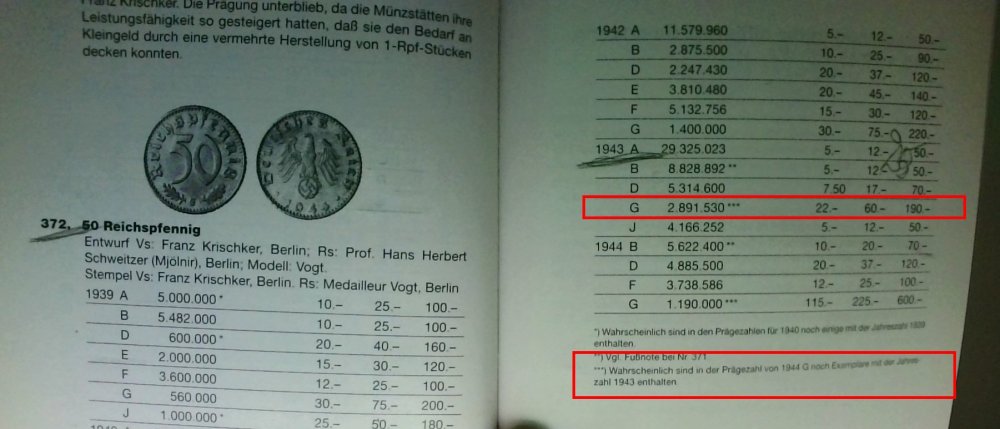 Franz Krischker. Die Prägung unterblieb, da die Münzstätten ihre
Leistungsfähigkeit so gesteigert hatten, daß sie den Bedarf an
Kleingeld durch eine vermehrte Herstellung von 1-Rpf-Stücken
decken konnten.
Reichspfennig
50
B
Deutsches Reich
194
372. 50 Reichspfennig
Entwurf Vs: Franz Krischker, Berlin; Rs: Prof. Hans Herbert
Schweitzer (Mjölnir), Berlin; Modell: Vogt.
Stempel Vs: Franz Krischker, Berlin. Rs: Medailleur Vogt, Berlin
1939 A 5.000.000* 10.– 25.– 100.–
B 5.482.000 10.– 25.– 100.–
D 600.000* 20.– 40.– 160.–
E 2.000.000 15.– 30.– 120.–
F 3.600.000 12.– 25.– 100.–
G 560.000 30.– 75.– 200.–
J 1.000.000* 25.– 50.– 180.–
1942 A 11.579.960 5.– 12.– 50.–
B 2.875.500 10.– 25.– 90.–
D 2.247.430 20.– 37.– 120.–
E 3.810.480 20.– 45.– 140.–
F 5.132.756 15.– 30.– 120.–
G 1.400.000 30.– 75.– 220.–
1943 A 29.325.023 5.– 12.– 50.–
B 8.828.892** 5.– 12.– 50.–
D 5.314.600 7.50 17.– 70.–
G 2.891.530*** 22.– 60.– 190.–
J 4.166.252 5.– 12.– 50.–
1944 B 5.622.400** 10.– 20.– 70.–
D 4.885.500 20.– 37.– 120.–
F 3.738.586 12.– 25.– 100.–
G 1.190.000*** 115.– 225.– 600.–
*) Wahrscheinlich sind in den Prägezahlen für 1940 noch einige mit der Jahreszahl 1939
enthalten.
**) Vgl. Fußnote bei Nr. 371.
***) Wahrscheinlich sind in der Prägezahl von 1944 G noch Exemplare mit der Jahres-
zahl 1943 enthalten.